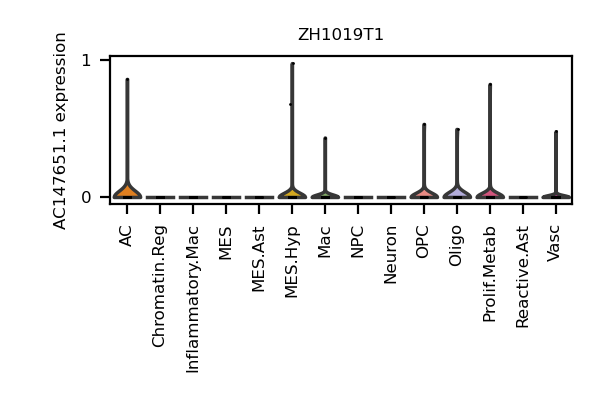 ZH1019T1
AC147651.1 expression
1
0
AC
Chromatin.Reg
Inflammatory.Mac
MES
MES.Ast
MES.Hyp
Mac
NPC
Neuron
OPC
Oligo
Prolif.Metab
Reactive.Ast
Vasc